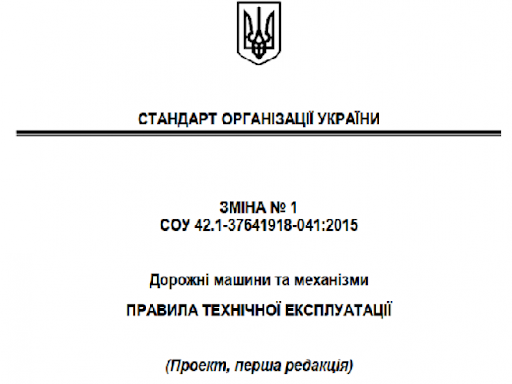 СТАНДАРТ ОРГАНІЗАЦІЇ УКРАЇНИ
ЗМІНА № 1
СОУ 42.1-37641918-041:2015
Дорожні машини та механізми
ПРАВИЛА ТЕХНІЧНОЇ ЕКСПЛУАТАЦІЇ
(Проект, перша редакція)